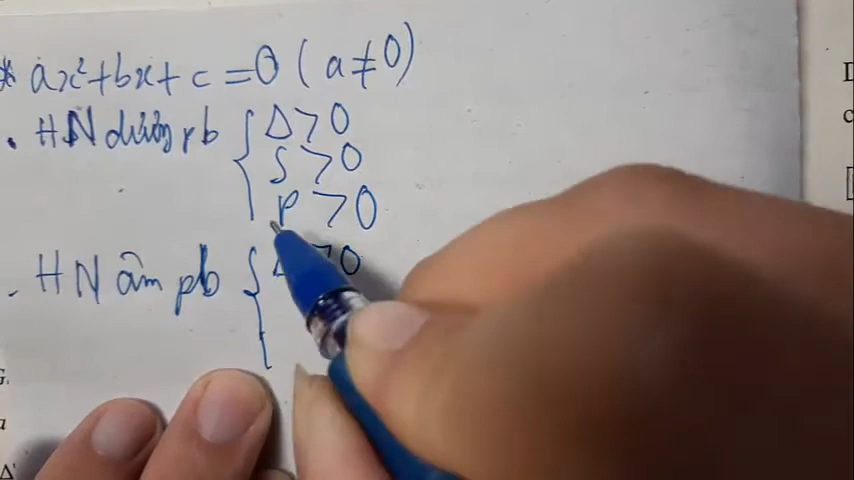 * ax²+bx+c=0 (a≠0)
. HN dương pb { Δ>0
S>0
P>0
. HN âm pb { Δ>0
D
c
G.
a
Δ'